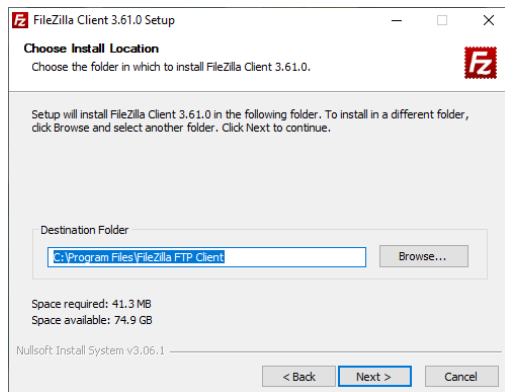 FileZilla Client 3.61.0 Setup
Choose Install Location
Choose the folder in which to install FileZilla Client 3.61.0.
Fz
Setup will install FileZilla Client 3.61.0 in the following folder. To install in a different folder,
click Browse and select another folder. Click Next to continue.
Destination Folder
C:\Program Files\FileZilla FTP Client
Browse...
Space required: 41.3 MB
Space available: 74.9 GB
Nullsoft Install System v3.06.1
< Back
Next >
Cancel